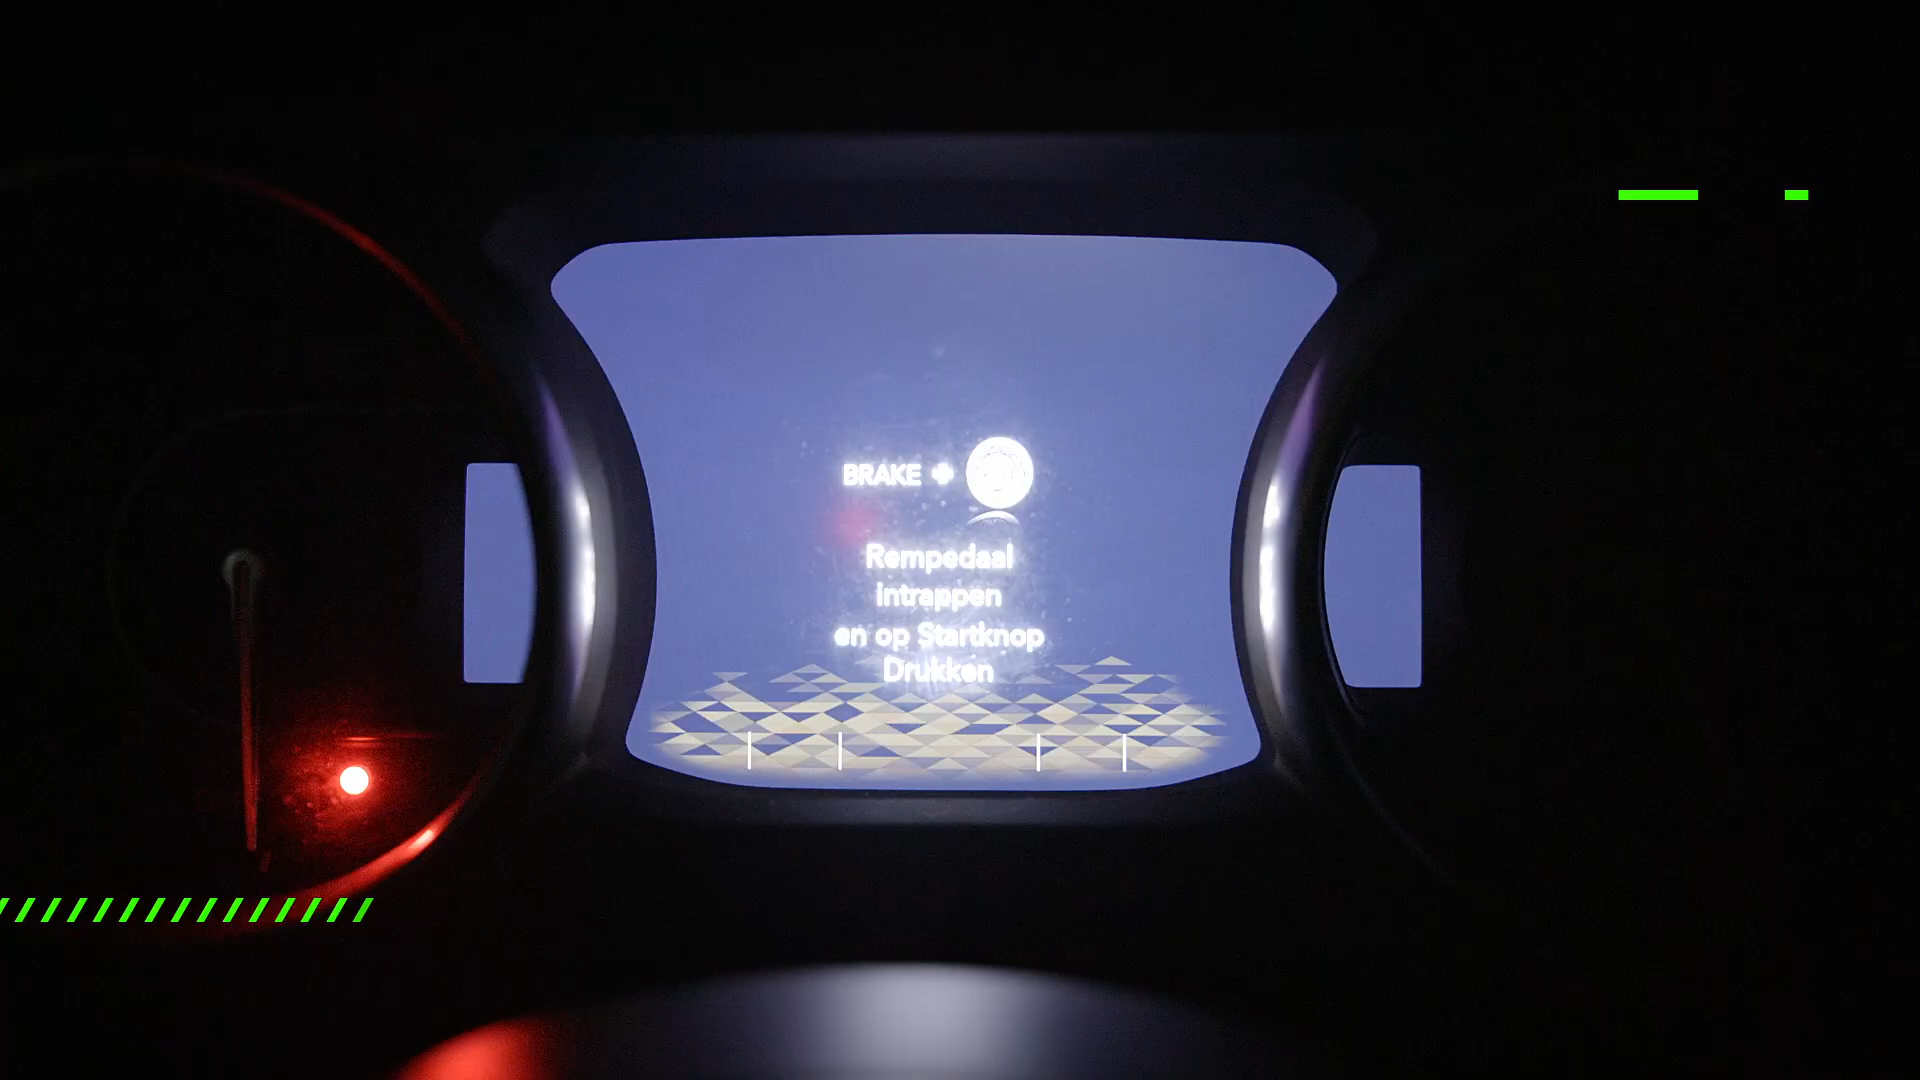 BRAKE +
Rempedaal
intrappen
en op Startknop
Drukken